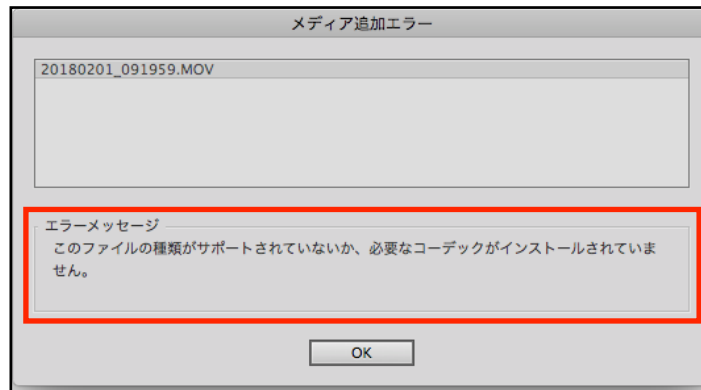 メディア追加エラー
20180201_091959.MOV
エラーメッセージ
このファイルの種類がサポートされていないか、必要なコーデックがインストールされていま
せん。
OK